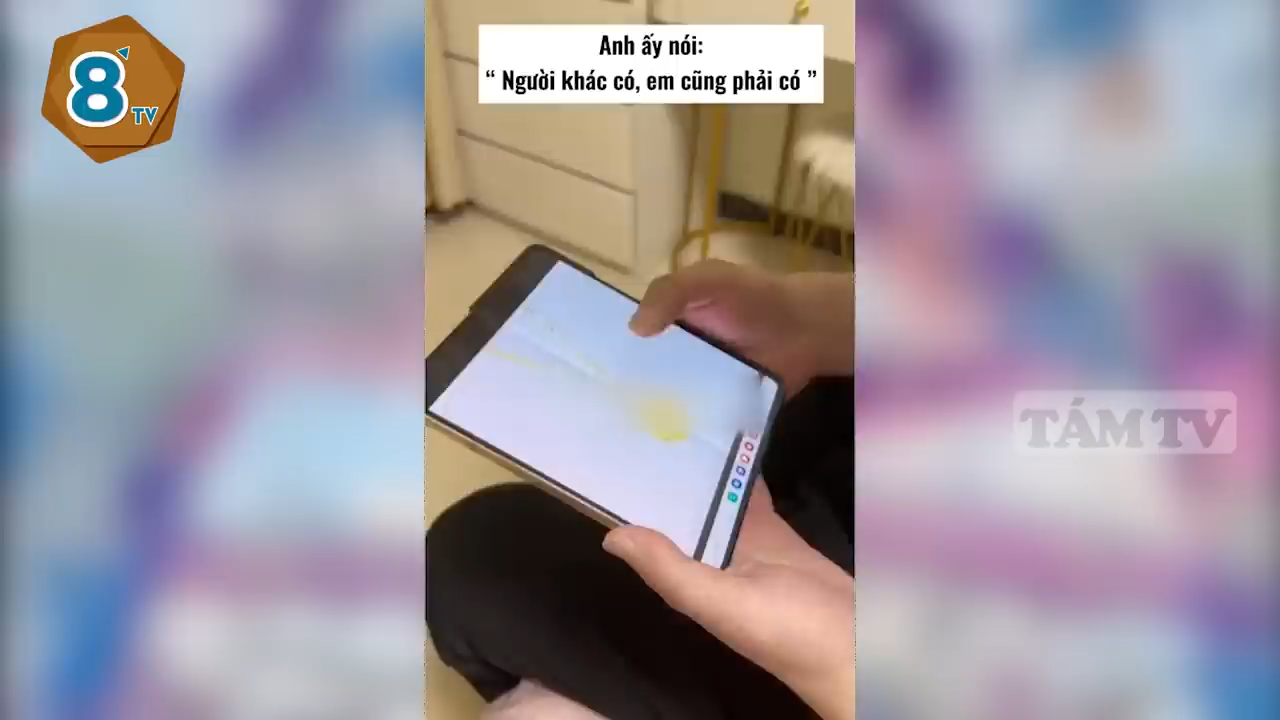 8
TV
Anh ấy nói:
“ Người khác có, em cũng phải có ”
TÁM TV